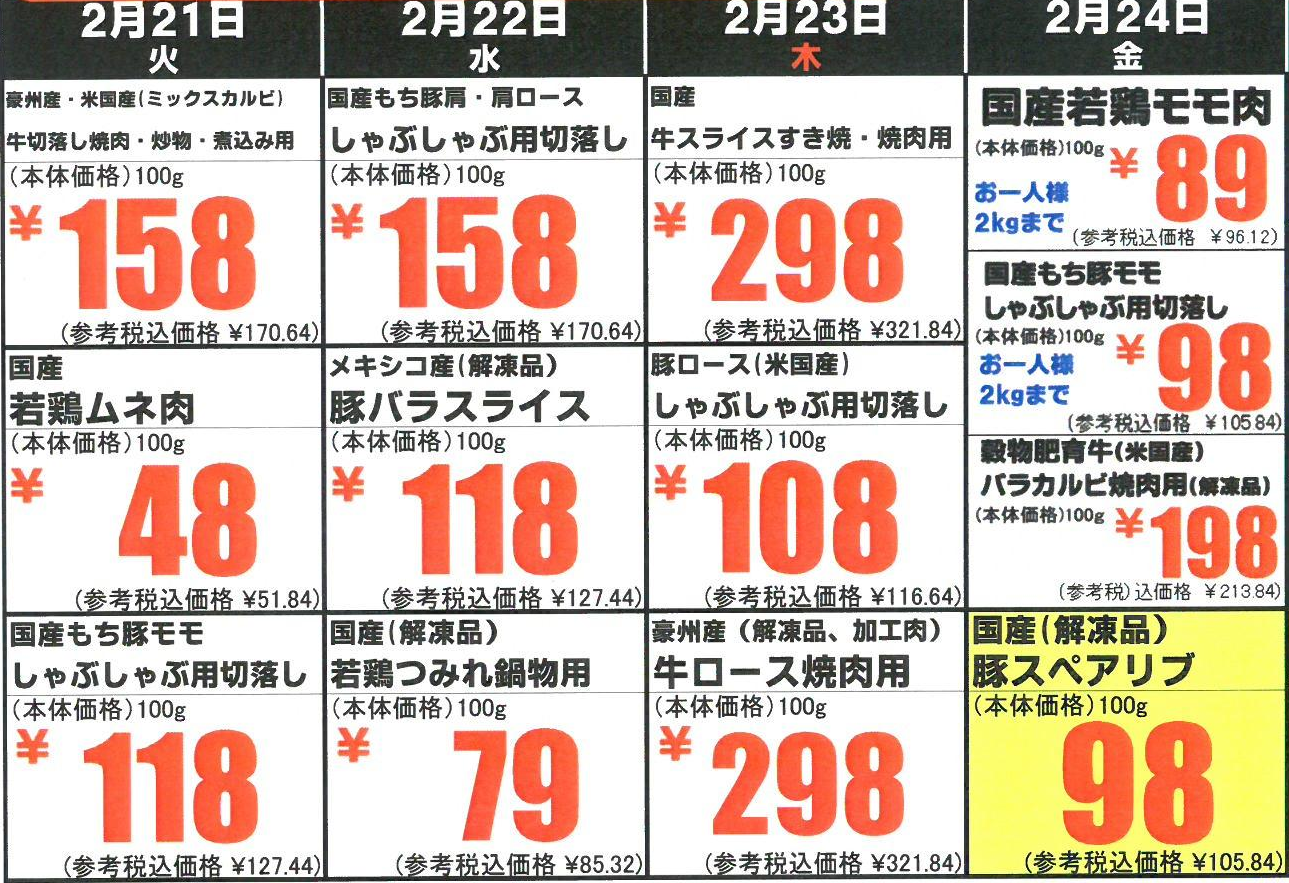 2月21日
火
豪州産・米国産(ミックスカルビ)
牛切落し焼肉・炒物・煮込み用
(本体価格)100g
¥158
(参考税込価格 ¥170.64)
国産
若鶏ムネ肉
(本体価格)100g
¥48
(参考税込価格 ¥51.84)
国産もち豚モモ
しゃぶしゃぶ用切落し
(本体価格)100g
¥118
(参考税込価格 ¥127.44)
2月22日
水
国産もち豚肩・肩ロース
しゃぶしゃぶ用切落し
(本体価格)100g
¥158
(参考税込価格 ¥170.64)
メキシコ産(解凍品)
豚バラスライス
(本体価格)100g
¥118
(参考税込価格 ¥127.44)
国産(解凍品)
若鶏つみれ鍋物用
(本体価格)100g
¥79
(参考税込価格 ¥85.32)
2月23日
木
国産
牛スライスすき焼・焼肉用
(本体価格)100g
¥298
(参考税込価格 ¥321.84)
豚ロース(米国産)
しゃぶしゃぶ用切落し
(本体価格)100g
¥108
(参考税込価格 ¥116.64)
豪州産(解凍品、加工肉)
牛ロース焼肉用
(本体価格)100g
¥298
(参考税込価格 ¥321.84)
2月24日
金
国産若鶏モモ肉
(本体価格)100g
¥89
お一人様
2kgまで
(参考税込価格 ¥96.12)
国産もち豚モモ
しゃぶしゃぶ用切落し
(本体価格)100g
¥98
お一人様
2kgまで
(参考税込価格 ¥105.84)
穀物肥育牛(米国産)
バラカルビ焼肉用(解凍品)
(本体価格)100g
¥198
(参考税)込価格 ¥213.84)
国産(解凍品)
豚スペアリブ
(本体価格)100g
98
(参考税込価格 ¥105.84)